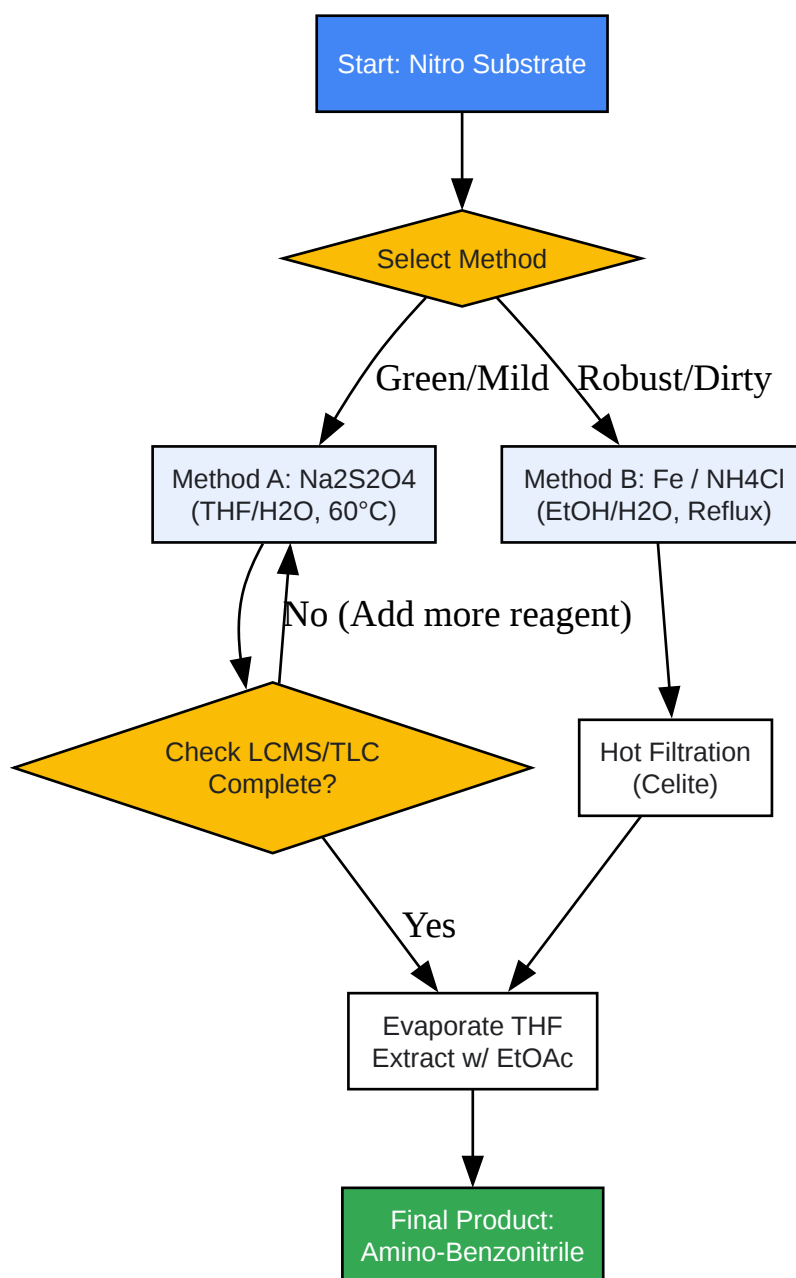 Start: Nitro Substrate
Select Method
Green/Mild
Robust/Dirty
Method A: Na2S2O4
(THF/H2O, 60°C)
Method B: Fe / NH4Cl
(EtOH/H2O, Reflux)
No (Add more reagent)
Check LCMS/TLC
Complete?
Hot Filtration
(Celite)
Yes
Evaporate THF
Extract w/ EtOAc
Final Product:
Amino-Benzonitrile